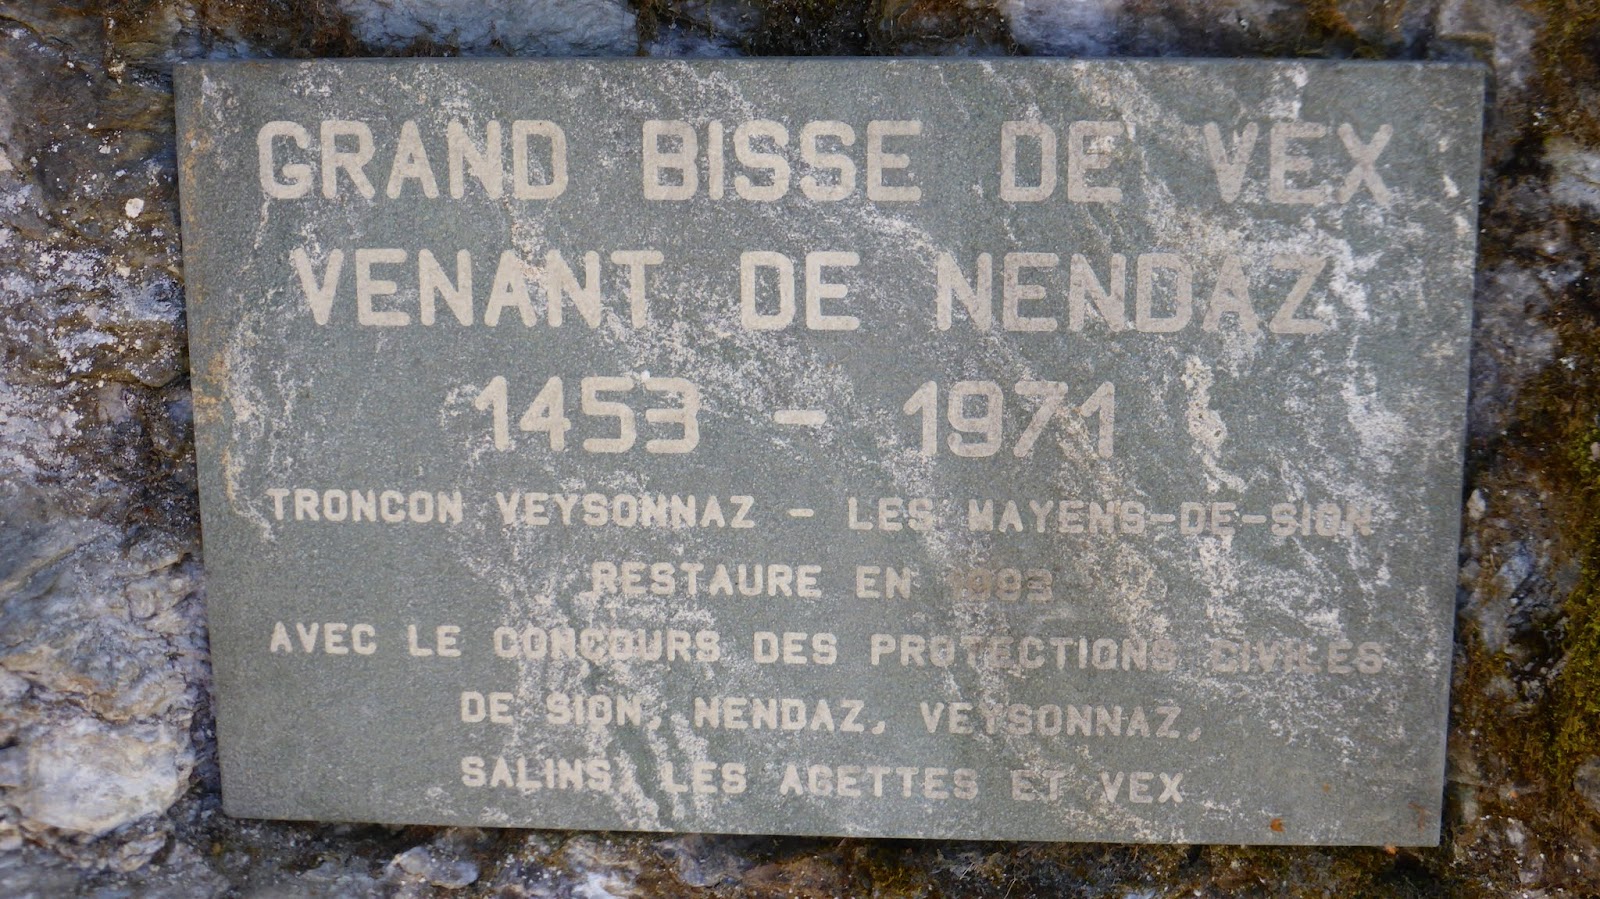 GRAND BISSE DE VEX
VENANT DE NENDAZ
1453 - 1971
TRONCON VEYSONNAZ - LES MAYENS-DE-SION
RESTAURE EN 1993
AVEC LE CONCOURS DES PROTECTIONS CIVILES
DE SION, NENDAZ, VEYSONNAZ,
SALINS, LES AGETTES ET VEX